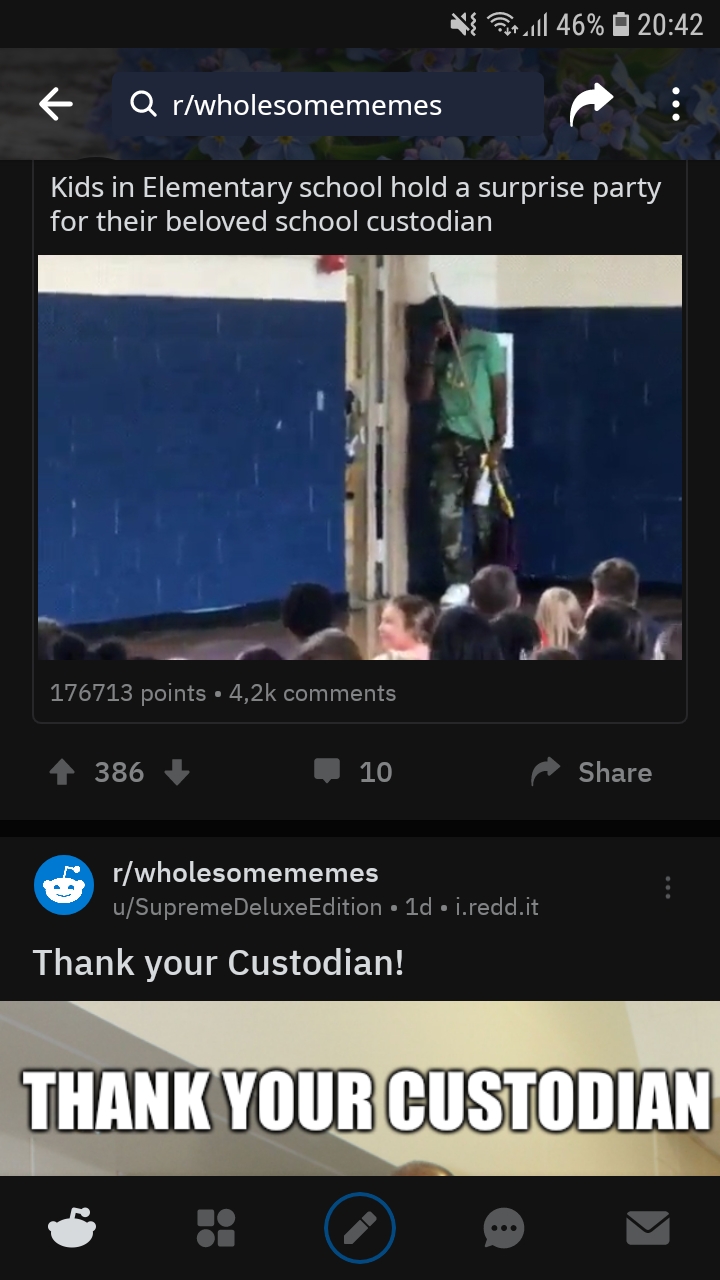 46% 20:42
r/wholesomememes
Kids in Elementary school hold a surprise party
for their beloved school custodian
176713 points • 4,2k comments
386 10 Share
r/wholesomememes
u/SupremeDeluxeEdition • 1d • i.redd.it
Thank your Custodian!
THANK YOUR CUSTODIAN